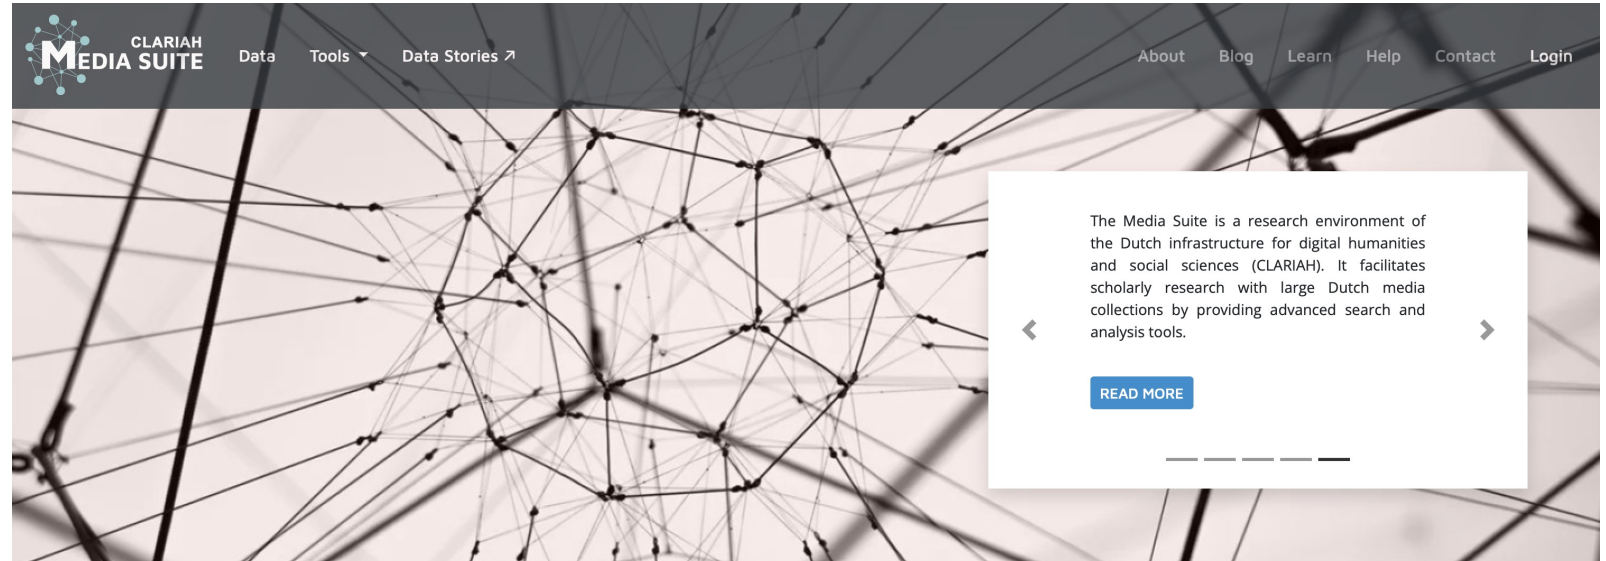 CLARIAH
MEDIA SUITE
Data
Tools
Data Stories ↗
About
Blog
Learn
Help
Contact
Login
The Media Suite is a research environment of
the Dutch infrastructure for digital humanities
and social sciences (CLARIAH). It facilitates
scholarly research with large Dutch media
collections by providing advanced search and
analysis tools.
READ MORE